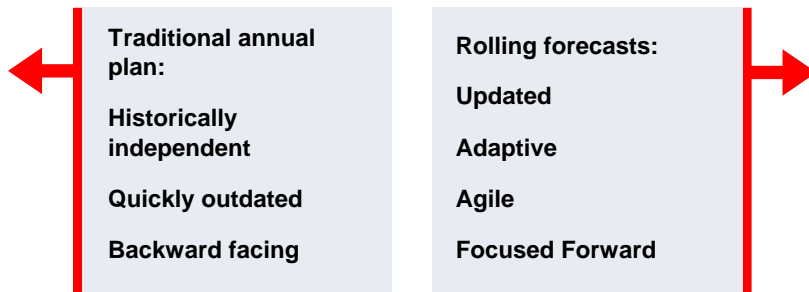 Traditional annual
plan:
Historically
independent
Quickly outdated
Backward facing
Rolling forecasts:
Updated
Adaptive
Agile
Focused Forward